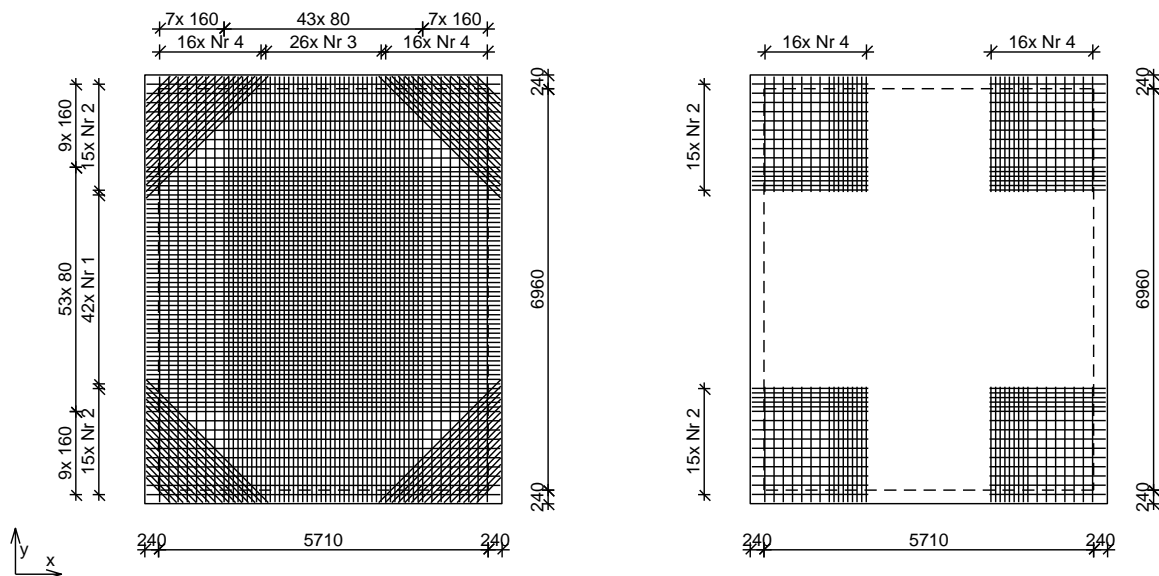 7x 160 43x 80 7x 160
16x Nr 4 26x Nr 3 16x Nr 4
9x 160
15x Nr 2
53x 80
42x Nr 1
9x 160
15x Nr 2
240
6960
240
240 5710 240
y
x
16x Nr 4 16x Nr 4
15x Nr 2
15x Nr 2
240
6960
240
240 5710 240